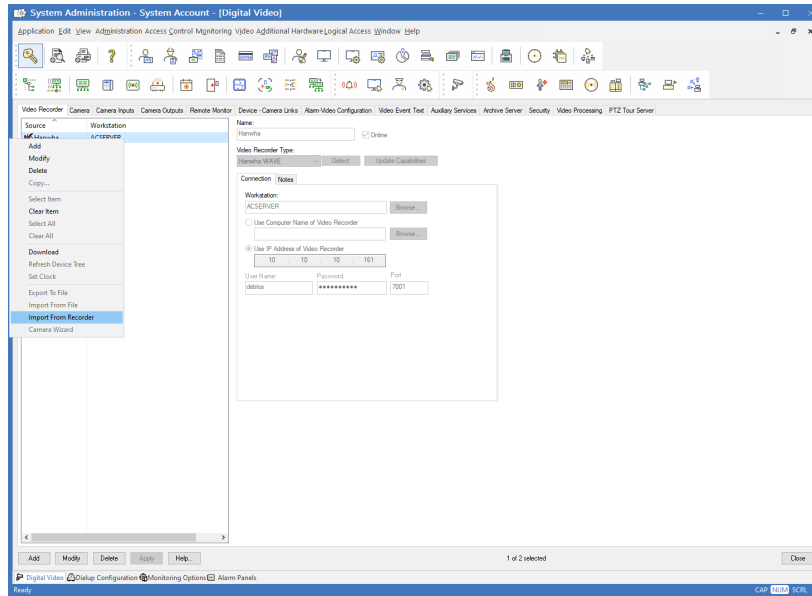 System Administration - System Account - [Digital Video]
Application Edit View Administration Access Control Monitoring Video Additional Hardware Logical Access Window Help
Video Recorder Camera Camera Inputs Camera Outputs Remote Monitor Device - Camera Links Alarm-Video Configuration Video Event Text Auxiliary Services Archive Server Security Video Processing PTZ Tour Server
Source Workstation
Hanwha ACSERVER
Add
Modify
Delete
Copy...
Select Item
Clear Item
Select All
Clear All
Download
Refresh Device Tree
Set Clock
Export To File
Import From File
Import From Recorder
Camera Wizard
Name:
Hanwha Online
Video Recorder Type:
Hanwha WAVE Detect Update Capabilities
Connection Notes
Workstation:
ACSERVER Browse...
Use Computer Name of Video Recorder
Browse...
Use IP Address of Video Recorder
10 . 10 . 10 . 161
User Name: Password: Port
detrios ●●●●●●●●●● 7001
Add Modify Delete Apply Help... 1 of 2 selected Close
Digital Video Dialup Configuration Monitoring Options Alarm Panels
Ready CAP NUM SCRL